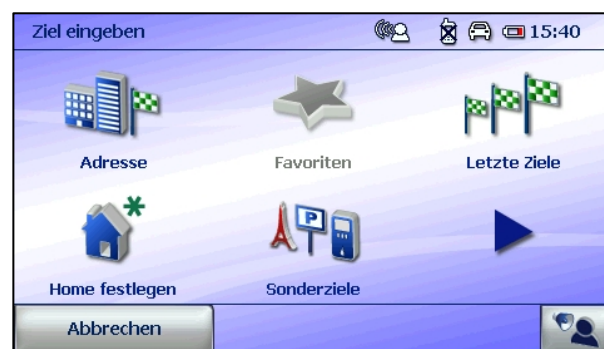 Ziel eingeben 15:40
Adresse Favoriten Letzte Ziele
P
Home festlegen Sonderziele
Abbrechen